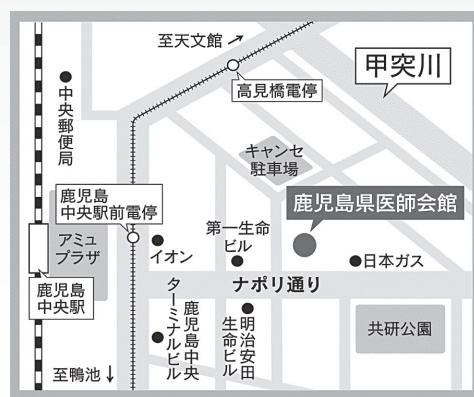 至天文館
甲突川
中央郵便局
高見橋電停
キャンセ
駐車場
鹿児島
中央駅前電停
鹿児島県医師会館
アミュ
プラザ
イオン
第一生命
ビル
日本ガス
ナポリ通り
鹿児島
中央駅
鹿児島中央
ターミナルビル
明治安田
生命ビル
共研公園
至鴨池